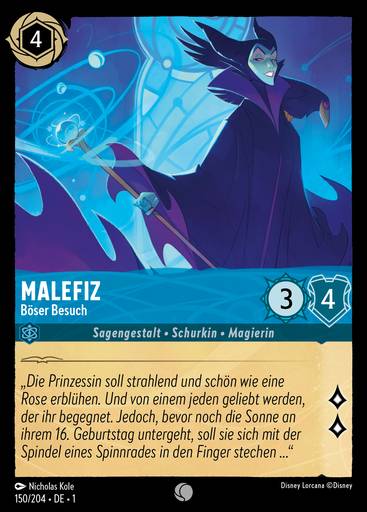 4
MALEFIZ
Böser Besuch
3
4
Sagengestalt • Schurkin • Magierin
„Die Prinzessin soll strahlend und schön wie eine
Rose erblühen. Und von einem jeden geliebt werden,
der ihr begegnet. Jedoch, bevor noch die Sonne an
ihrem 16. Geburtstag untergeht, soll sie sich mit der
Spindel eines Spinnrades in den Finger stechen ...“
Nicholas Kole
Disney Lorcana ©Disney
150/204 • DE • 1